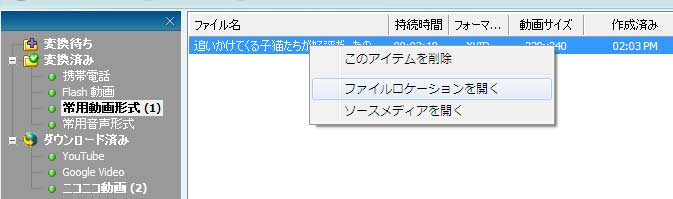 変換待ち
変換済み
携帯電話
Flash 動画
常用動画形式 (1)
常用音声形式
ダウンロード済み
YouTube
Google Video
ニコニコ動画 (2)
ファイル名 持続時間 フォーマ... 動画サイズ 作成済み
追いかけてくる子猫たちが 02:03 PM
このアイテムを削除
ファイルロケーションを開く
ソースメディアを開く